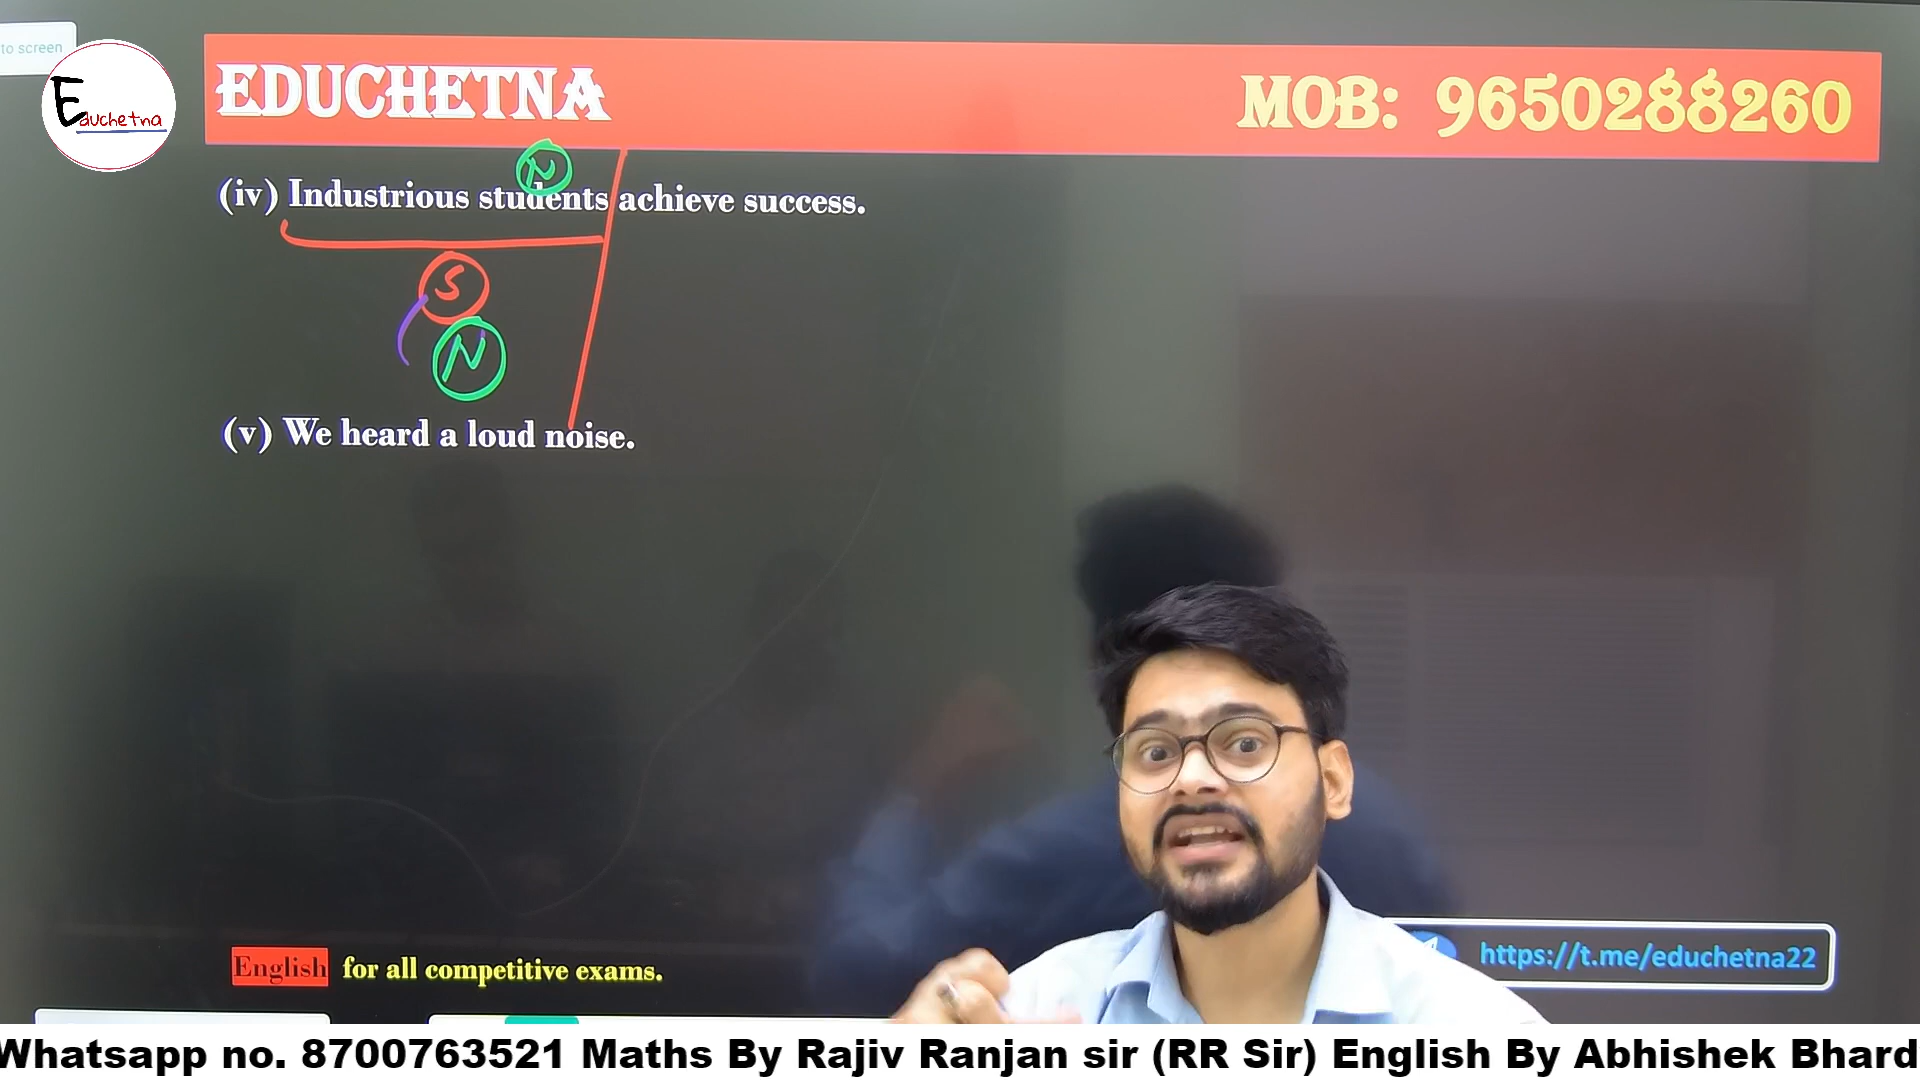 to screen
Educhetna
EDUCHETNA
MOB: 9650288260
N
(iv) Industrious students achieve success.
S
N
(v) We heard a loud noise.
English for all competitive exams.
https://t.me/educhetna22
Whatsapp no. 8700763521 Maths By Rajiv Ranjan sir (RR Sir) English By Abhishek Bhard